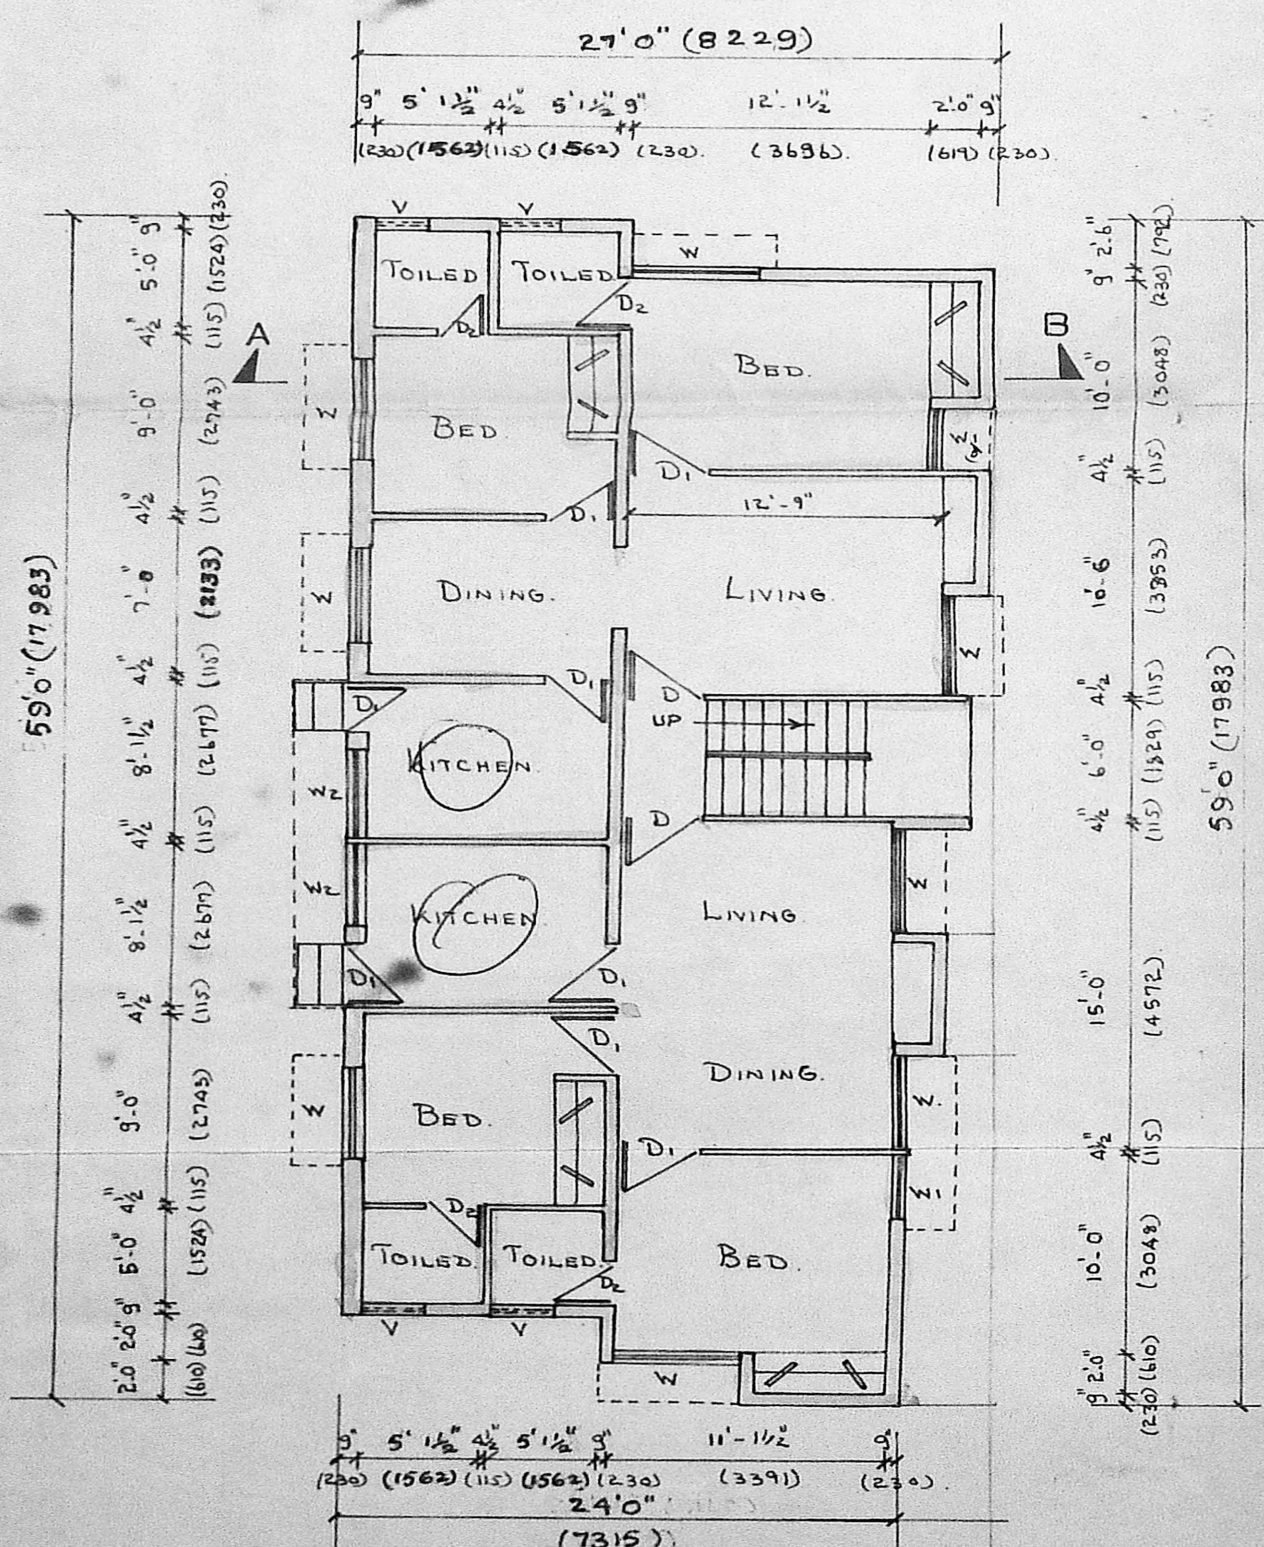 27'0" (8229)
9" 5' 1½" 4½" 5' 1½" 9" 12'-1½" 2'0" 9"
(230) (1562) (115) (1562) (230). (3696). (619) (230).
V V
W
TOILED TOILED
D2 D2
A B
W BED. BED.
D1 D1
12'-9"
W DINING. LIVING.
W
D1 D
D1 UP
KITCHEN.
W2
D
W2 KITCHEN. LIVING W
D1 D1
D1
DINING. W.
W BED.
D1
W1
D2
TOILED. TOILED. BED.
D2
V V
W
9" 5' 1½" 4½" 5' 1½" 9" 11'-1½" 9"
(230) (1562) (115) (1562) (230) (3391) (230).
24'0"
(7315)
59'0" (17,983)
2'0" 2'0" 9" 5'-0" 4½" 9'-0" 4½" 8'-1½" 4½" 8'-1½" 4½" 7'-0" 4½" 9'-0" 4½" 5'-0" 9"
(610) (610) (1524) (115) (2743) (115) (2677) (115) (2677) (115) (2133) (115) (2743) (115) (1524) (230).
9" 2'0" 10'-0" 4½" 15'-0" 4½" 6'-0" 4½" 10'-6" 4½" 10'-0" 9" 2'.6"
(230) (610) (3048) (115) (4572) (115) (1329) (115) (3353) (115) (3048) (230) (792).
59'0" (17983)